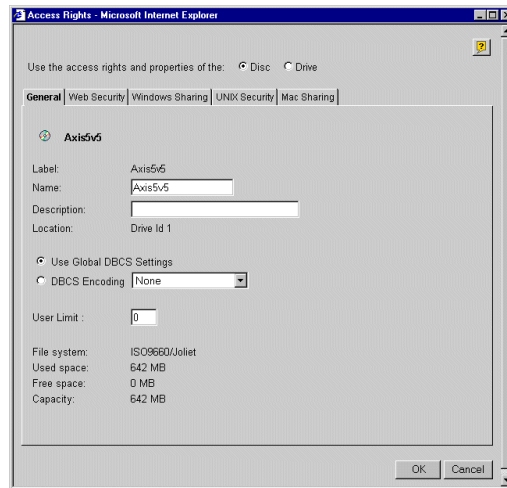 Access Rights - Microsoft Internet Explorer
?
Use the access rights and properties of the: Disc Drive
General Web Security Windows Sharing UNIX Security Mac Sharing
Axis5v5
Label: Axis5v5
Name: Axis5v5
Description:
Location: Drive Id 1
Use Global DBCS Settings
DBCS Encoding None
User Limit : 0
File system: ISO9660/Joliet
Used space: 642 MB
Free space: 0 MB
Capacity: 642 MB
OK Cancel